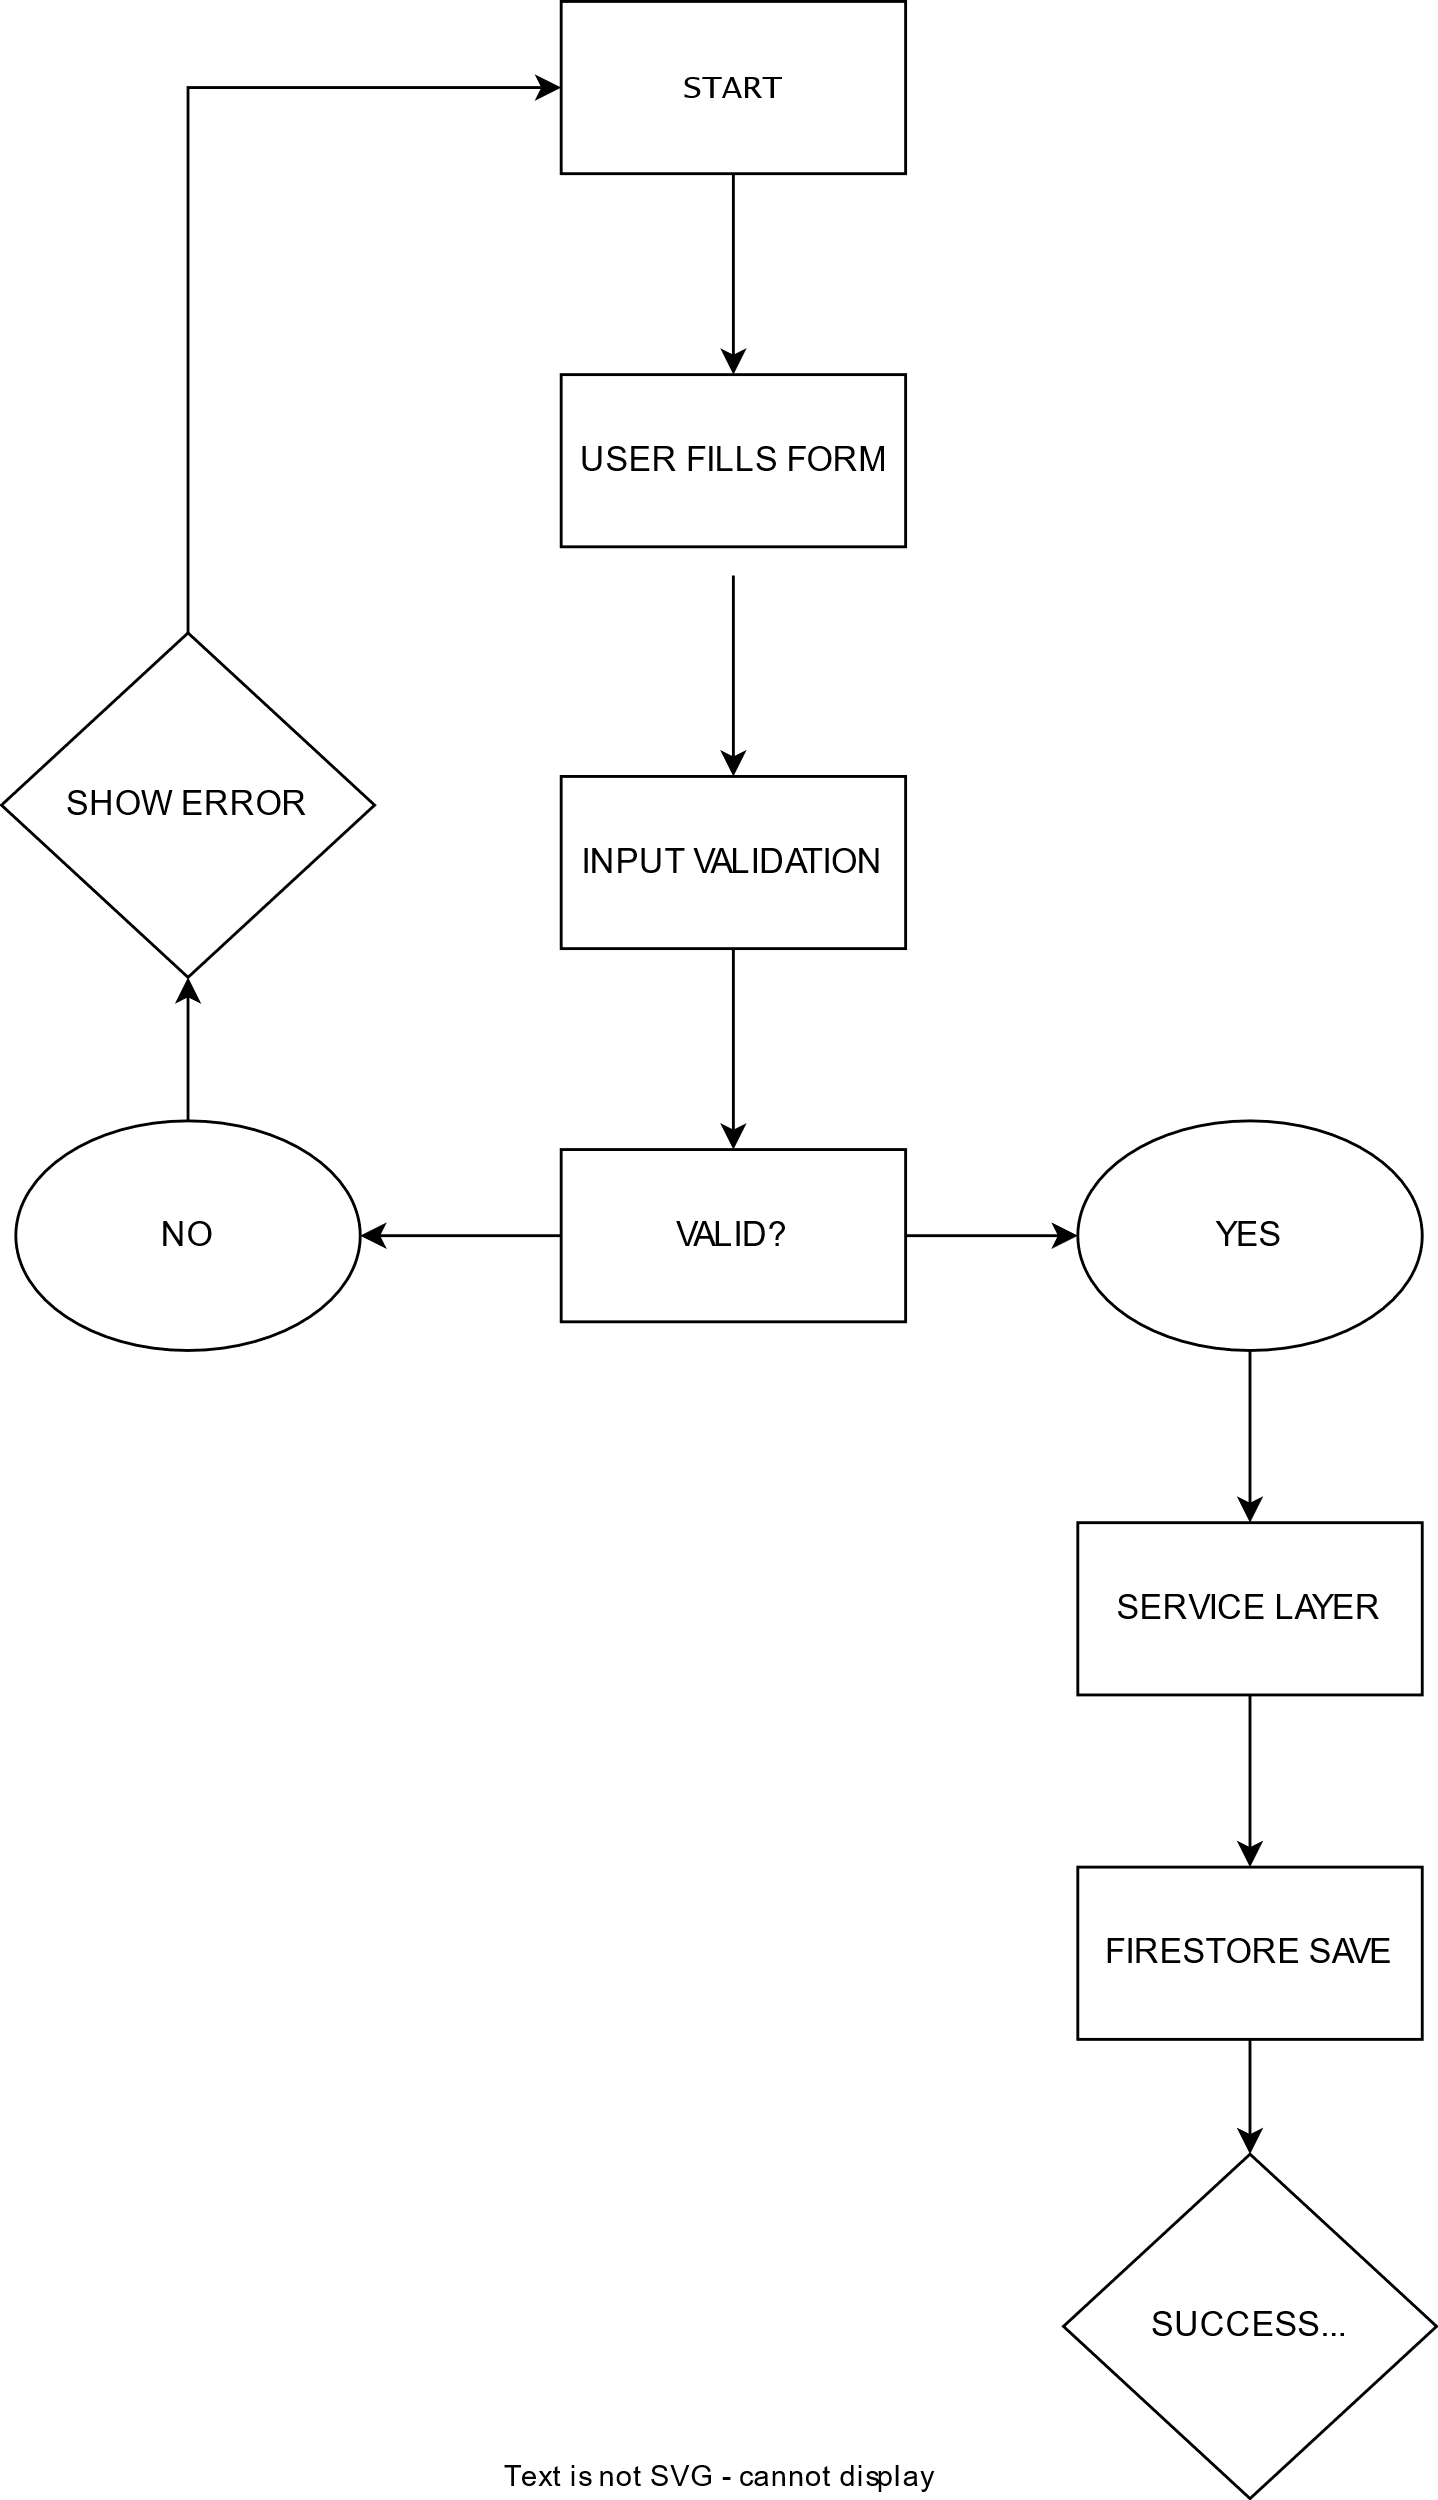 START
USER FILLS FORM
SHOW ERROR
INPUT VALIDATION
NO
VALID?
YES
SERVICE LAYER
FIRESTORE SAVE
SUCCESS...
Text is not SVG - cannot display